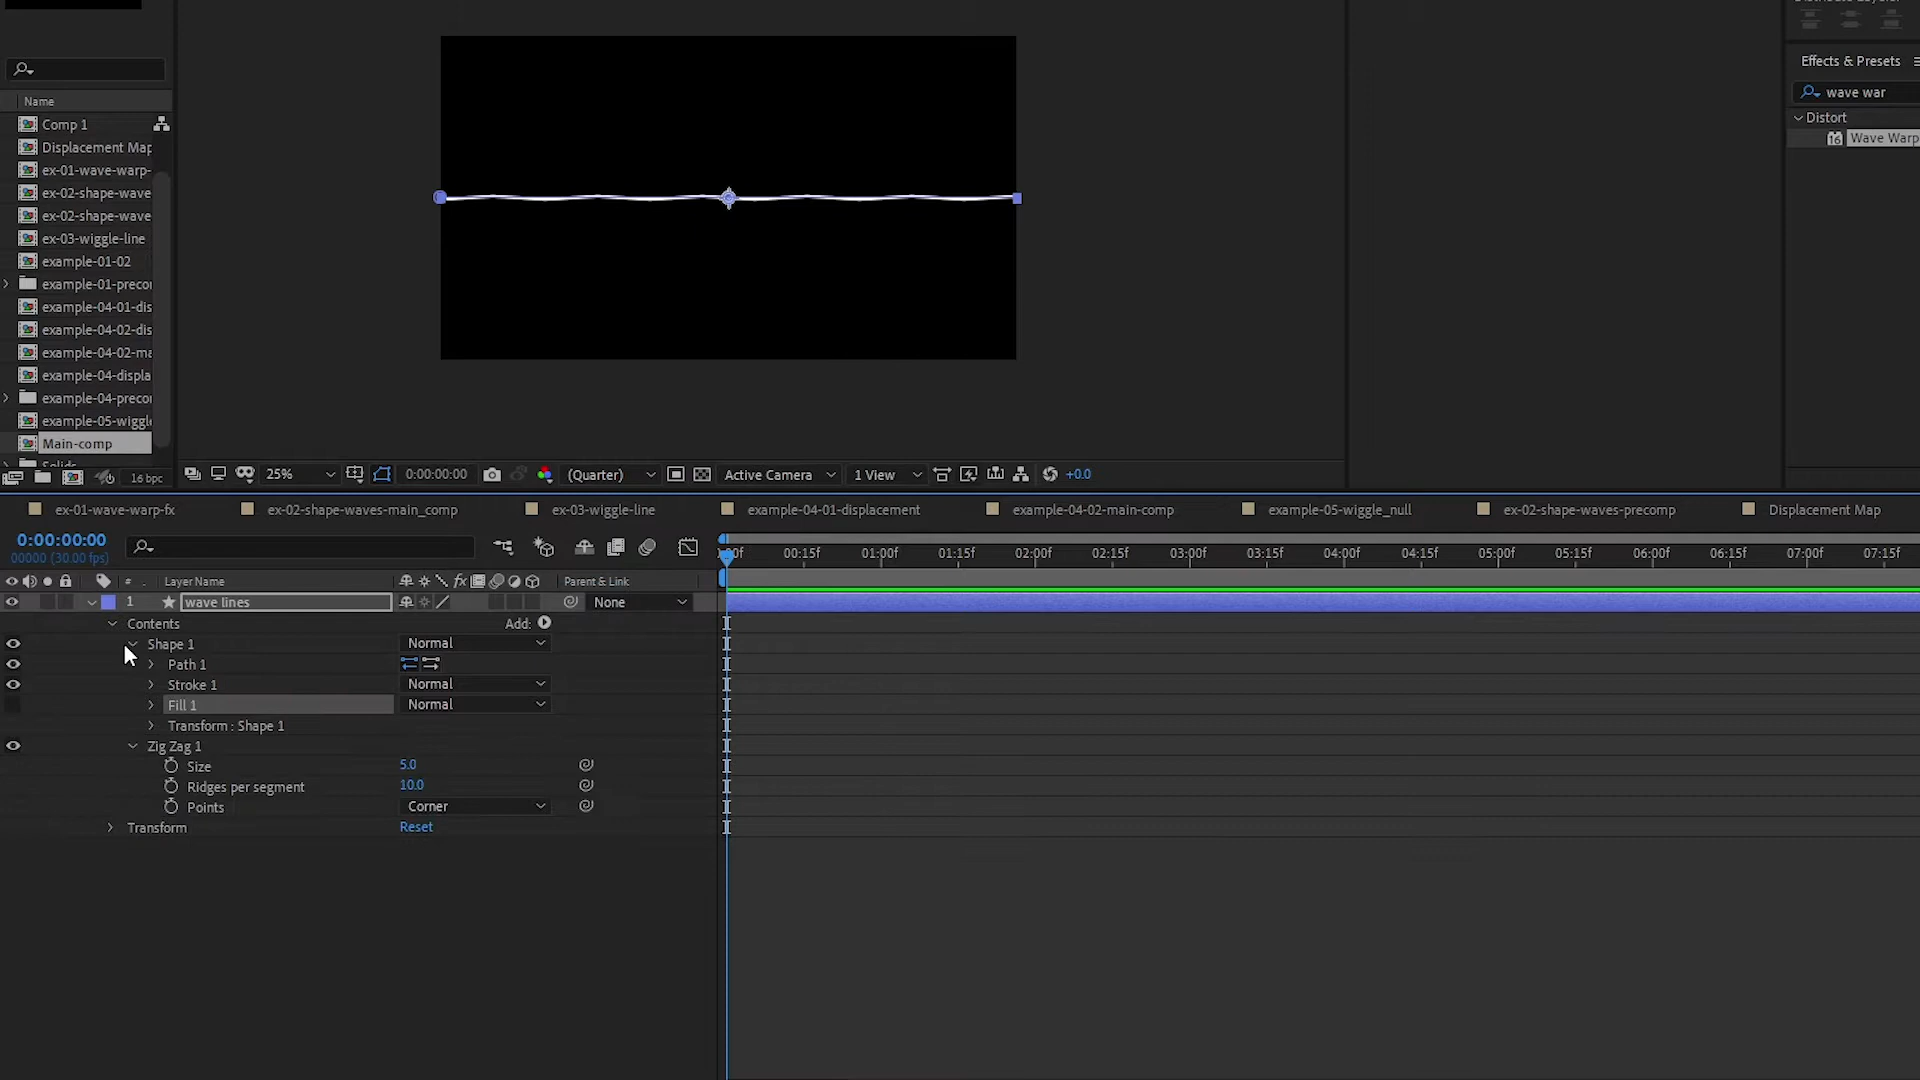 Effects & Presets
wave war
Name
Comp 1
Distort
Displacement Map
Wave Warp
ex-01-wave-warp-
ex-02-shape-wave
ex-02-shape-wave
ex-03-wiggle-line
example-01-02
example-01-precor
example-04-01-dis
example-04-02-dis
example-04-02-ma
example-04-displa
example-04-precor
example-05-wiggle
Main-comp
Solids
16 bpc
25%
0:00:00:00
(Quarter)
Active Camera
1 View
+0.0
ex-01-wave-warp-fx
ex-02-shape-waves-main_comp
ex-03-wiggle-line
example-04-01-displacement
example-04-02-main-comp
example-05-wiggle_null
ex-02-shape-waves-precomp
Displacement Map
0:00:00:00
00000 (30.00 fps)
00:15f 01:00f 01:15f 02:00f 02:15f 03:00f 03:15f 04:00f 04:15f 05:00f 05:15f 06:00f 06:15f 07:00f 07:15f
# Layer Name fx Parent & Link
1 wave lines None
Contents Add:
Shape 1 Normal
Path 1
Stroke 1 Normal
Fill 1 Normal
Transform : Shape 1
Zig Zag 1
Size 5.0
Ridges per segment 10.0
Points Corner
Transform Reset